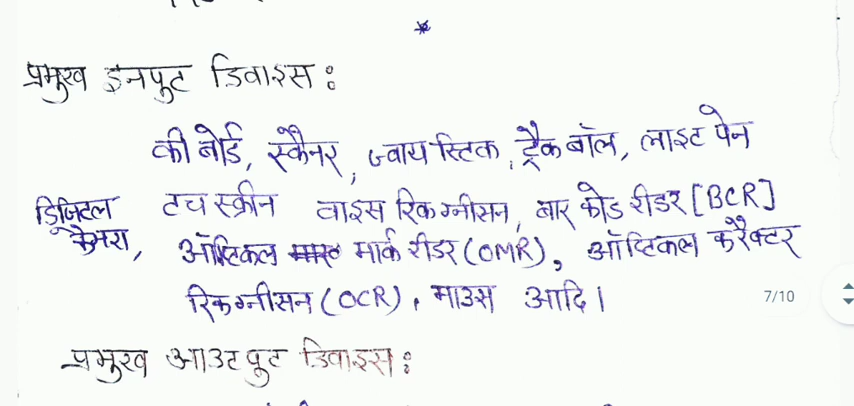 *
प्रमुख इनपुट डिवाइस :
की बोर्ड, स्कैनर, ज्वाय स्टिक, ट्रैक बॉल, लाइट पेन
डिजिटल टच स्क्रीन वाइस रिकग्नीसन, बार कोड रीडर [BCR]
कैमरा, ऑप्टिकल मार्क रीडर (OMR), ऑप्टिकल करैक्टर
रिकग्नीसन (OCR), माउस आदि।
7/10
प्रमुख आउटपुट डिवाइस :